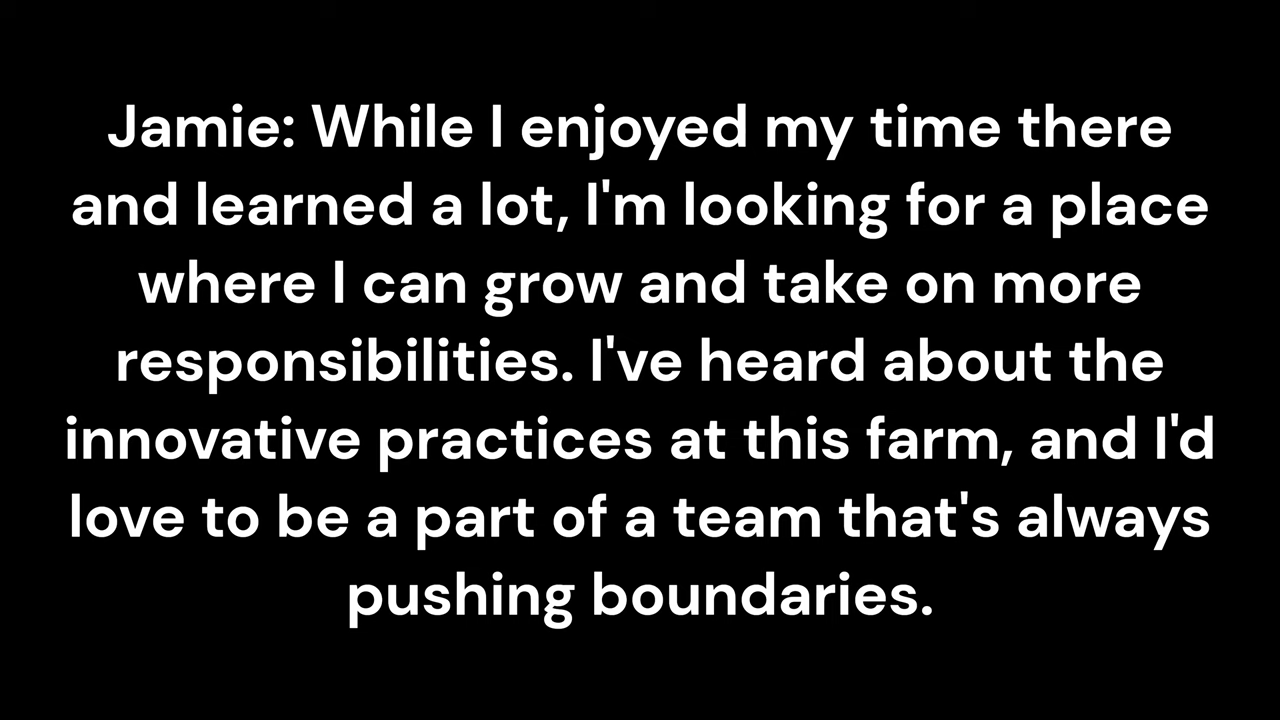 Jamie: While I enjoyed my time there
and learned a lot, I'm looking for a place
where I can grow and take on more
responsibilities. I've heard about the
innovative practices at this farm, and I'd
love to be a part of a team that's always
pushing boundaries.